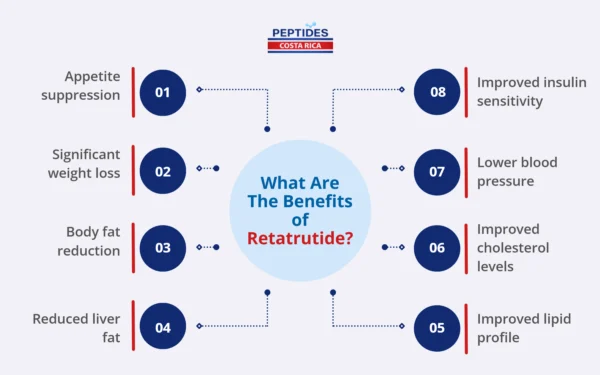 PEPTIDES
COSTA RICA
What Are
The Benefits
of
Retatrutide?
01
Appetite
suppression
02
Significant
weight loss
03
Body fat
reduction
04
Reduced liver
fat
05
Improved lipid
profile
06
Improved
cholesterol
levels
07
Lower blood
pressure
08
Improved insulin
sensitivity